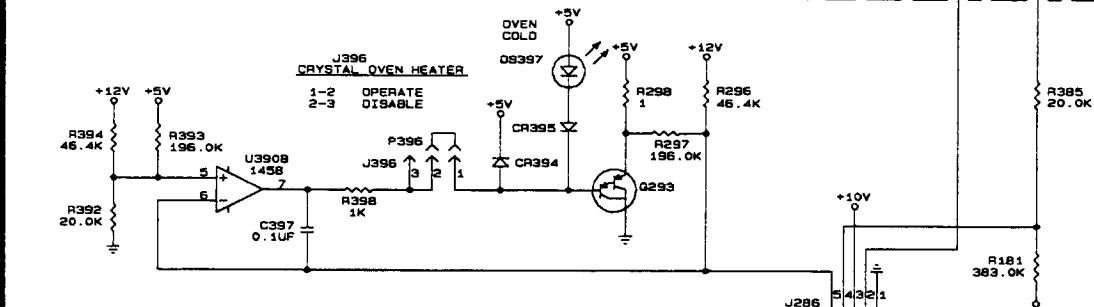 OVEN
COLD
DS397
+5V
+5V
+12V
J396
CRYSTAL OVEN HEATER
1-2 OPERATE
2-3 DISABLE
+12V
+5V
+5V
R298
1
R296
46.4K
R385
20.0K
R394
46.4K
R393
196.0K
U390B
1458
P396
J396
3
2
1
CR395
CR394
R297
196.0K
Q293
5
+
6
-
7
R398
1K
R392
20.0K
C397
0.1UF
+10V
R181
383.0K
J286
5
4
3
2
1